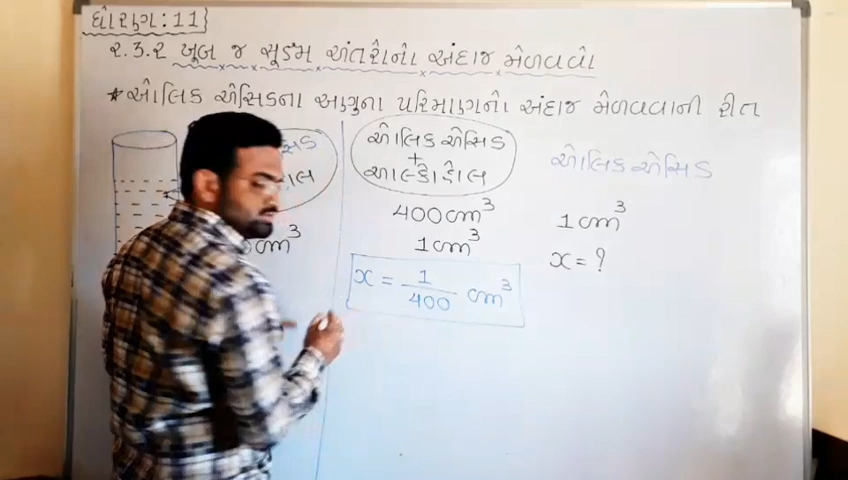 ધોરણ : 11
૨.૩.૨ ખૂબ જ સૂક્ષ્મ અંતરોનો અંદાજ મેળવવો
* ઓલિક એસિકના અણુના પરિમાણનો અંદાજ મેળવવાની રીત
ઓલિક એસિડ
+
આલ્કોહોલ
400cm³
1cm³
x = 1/400 cm³
ઓલિક એસિડ
1cm³
x = ?